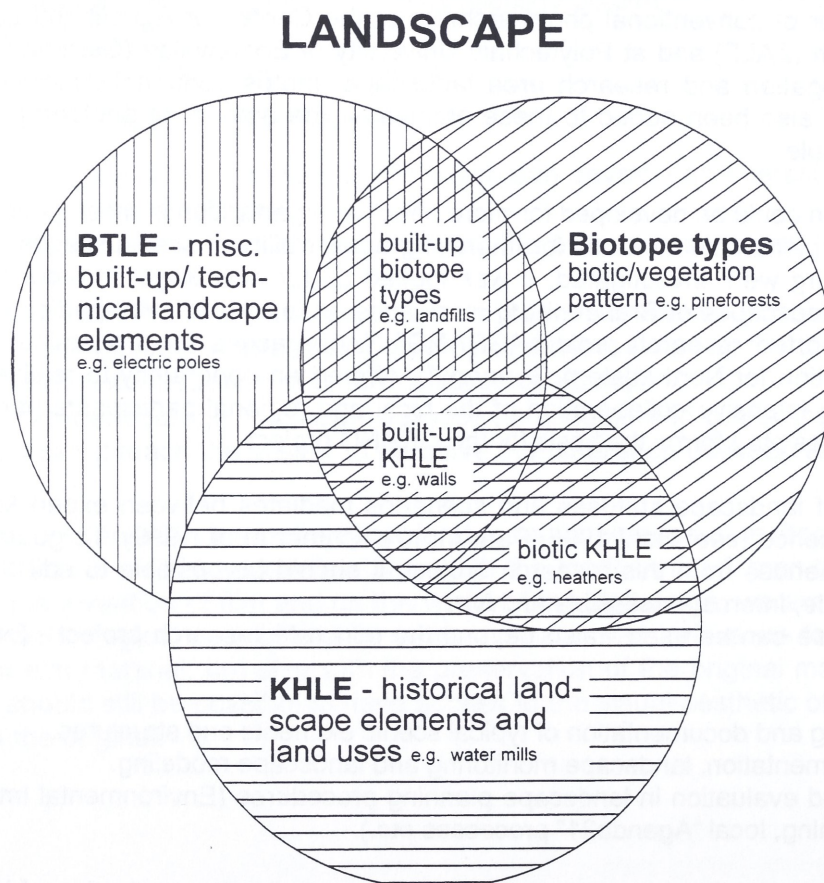 LANDSCAPE
BTLE - misc.
built-up/ tech-
nical landscape
elements
e.g. electric poles
built-up
biotope
types
e.g. landfills
Biotope types
biotic/vegetation
pattern e.g. pineforests
built-up
KHLE
e.g. walls
biotic KHLE
e.g. heathers
KHLE - historical land-
scape elements and
land uses e.g. water mills